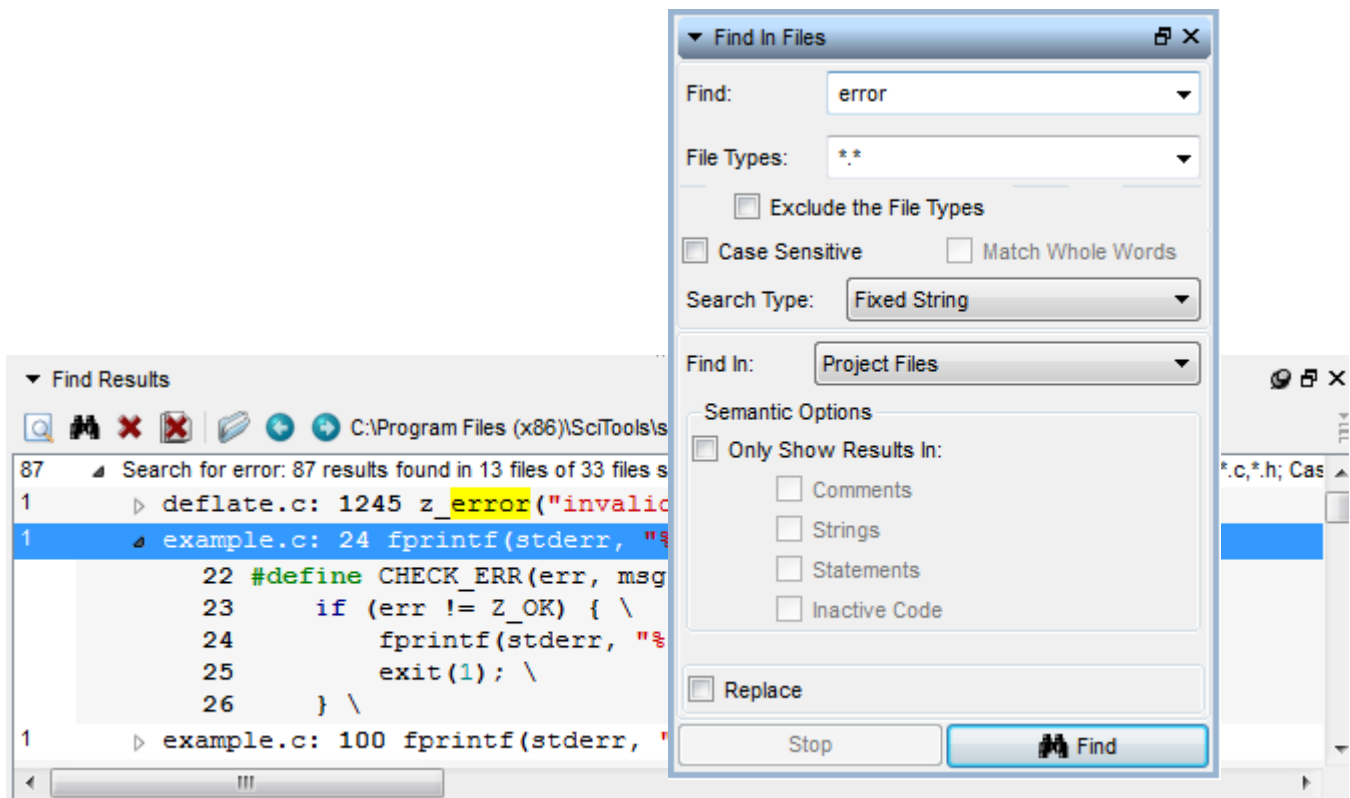 Find In Files
Find: error
File Types: *.*
Exclude the File Types
Case Sensitive Match Whole Words
Search Type: Fixed String
Find In: Project Files
Semantic Options
Only Show Results In:
Comments
Strings
Statements
Inactive Code
Replace
Stop Find
Find Results
C:\Program Files (x86)\SciTools\s
87 Search for error: 87 results found in 13 files of 33 files s *.c,*.h; Cas
1 deflate.c: 1245 z_error("invalid
1 example.c: 24 fprintf(stderr, "%
22 #define CHECK_ERR(err, msg
23 if (err != Z_OK) { \
24 fprintf(stderr, "%
25 exit(1); \
26 } \
1 example.c: 100 fprintf(stderr, "